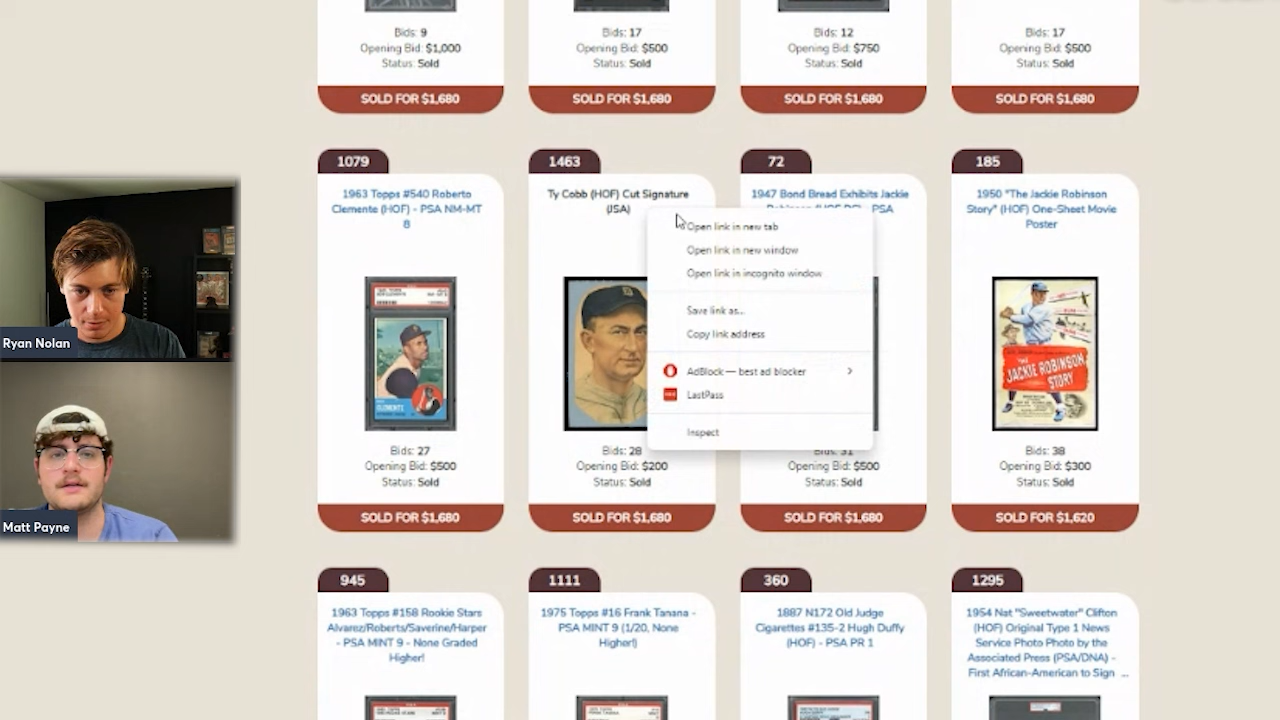 Bids: 9
Opening Bid: $1,000
Status: Sold
SOLD FOR $1,680
Bids: 17
Opening Bid: $500
Status: Sold
SOLD FOR $1,680
Bids: 12
Opening Bid: $750
Status: Sold
SOLD FOR $1,680
Bids: 17
Opening Bid: $500
Status: Sold
SOLD FOR $1,680
1079
1963 Topps #540 Roberto
Clemente (HOF) - PSA NM-MT
8
CLEMENTE
Bids: 27
Opening Bid: $500
Status: Sold
SOLD FOR $1,680
1463
Ty Cobb (HOF) Cut Signature
(JSA)
Bids: 28
Opening Bid: $200
Status: Sold
SOLD FOR $1,680
72
1947 Bond Bread Exhibits Jackie
Robinson (HOF RC) - PSA
Bids: 31
Opening Bid: $500
Status: Sold
SOLD FOR $1,680
Open link in new tab
Open link in new window
Open link in incognito window
Save link as...
Copy link address
AdBlock — best ad blocker
LastPass
Inspect
185
1950 "The Jackie Robinson
Story" (HOF) One-Sheet Movie
Poster
THE
JACKIE ROBINSON
STORY
Bids: 38
Opening Bid: $300
Status: Sold
SOLD FOR $1,620
945
1963 Topps #158 Rookie Stars
Alvarez/Roberts/Saverine/Harper
- PSA MINT 9 - None Graded
Higher!
1111
1975 Topps #16 Frank Tanana -
PSA MINT 9 (1/20, None
Higher!)
360
1887 N172 Old Judge
Cigarettes #135-2 Hugh Duffy
(HOF) - PSA PR 1
1295
1954 Nat "Sweetwater" Clifton
(HOF) Original Type 1 News
Service Photo Photo by the
Associated Press (PSA/DNA) -
First African-American to Sign ...
Ryan Nolan
Matt Payne